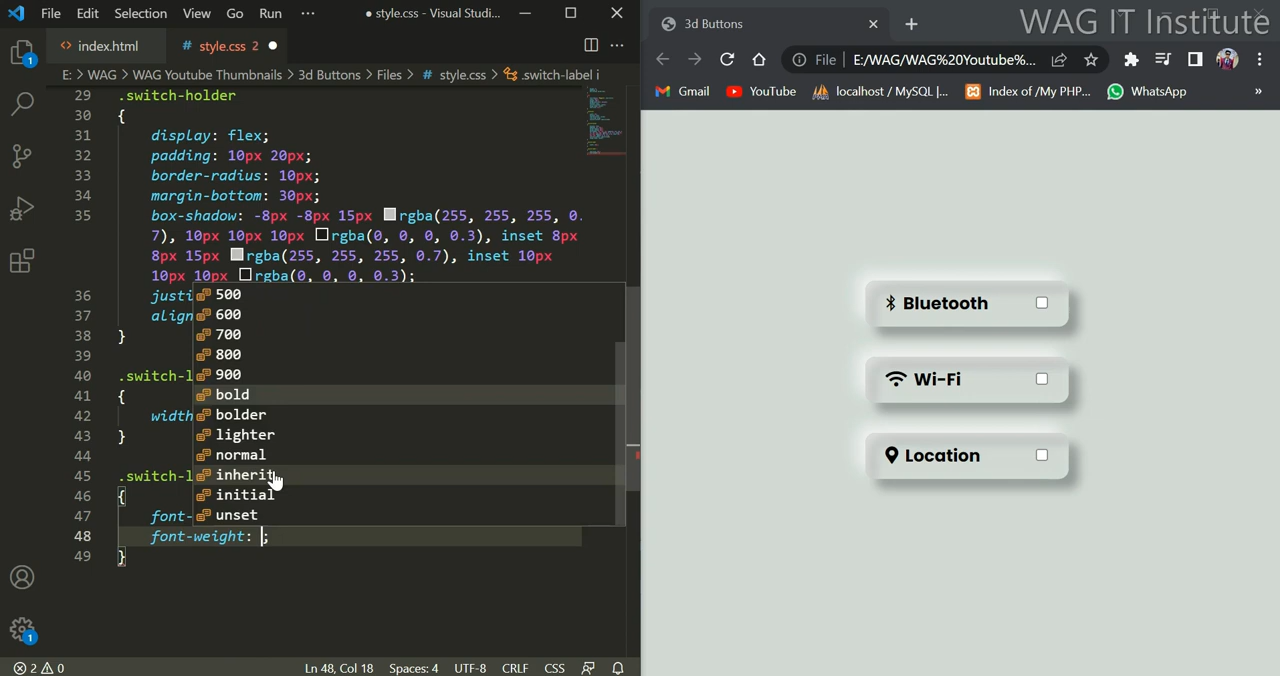 File Edit Selection View Go Run ··· ● style.css - Visual Studi...
index.html # style.css 2 ●
E: > WAG > WAG Youtube Thumbnails > 3d Buttons > Files > # style.css > .switch-label i
29 .switch-holder
30 {
31 display: flex;
32 padding: 10px 20px;
33 border-radius: 10px;
34 margin-bottom: 30px;
35 box-shadow: -8px -8px 15px rgba(255, 255, 255, 0.
7), 10px 10px 10px rgba(0, 0, 0, 0.3), inset 8px
8px 15px rgba(255, 255, 255, 0.7), inset 10px
10px 10px rgba(0, 0, 0, 0.3);
36 justi
37 align
38 }
39
40 .switch-l
41 {
42 width
43 }
44
45 .switch-l
46 {
47 font-
48 font-weight: ;
49 }
500
600
700
800
900
bold
bolder
lighter
normal
inherit
initial
unset
1
1
2 0 Ln 48, Col 18 Spaces: 4 UTF-8 CRLF CSS
3d Buttons
WAG IT Institute
File E:/WAG/WAG%20Youtube%...
Gmail YouTube localhost / MySQL |... Index of /My PHP... WhatsApp »
Bluetooth
Wi-Fi
Location